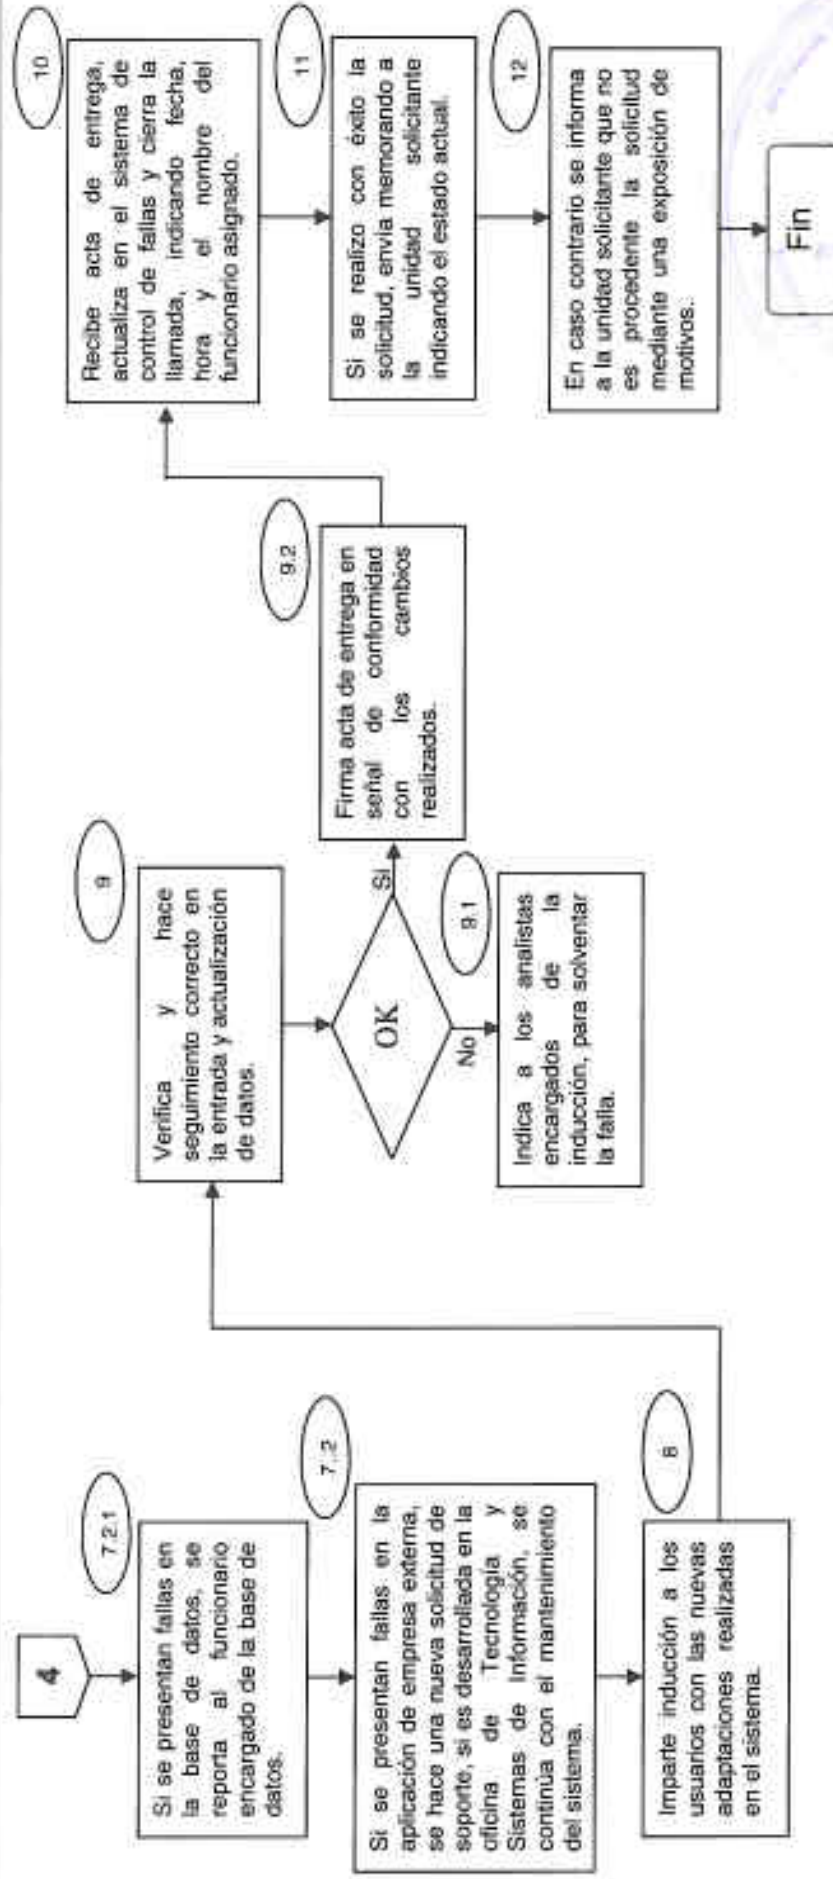 4
7.2.1
Si se presentan fallas en
la base de datos, se
reporta al funcionario
encargado de la base de
datos.
7.2
Si se presentan fallas en la
aplicación de empresa externa,
se hace una nueva solicitud de
soporte, si es desarrollada en la
oficina de Tecnología y
Sistemas de Información, se
continúa con el mantenimiento
del sistema.
8
Imparte inducción a los
usuarios con las nuevas
adaptaciones realizadas
en el sistema.
9
Verifica y hace
seguimiento correcto en
la entrada y actualización
de datos.
OK
Si
No
9.1
Indica a los analistas
encargados de la
inducción, para solventar
la falla.
9.2
Firma acta de entrega en
señal de conformidad
con los cambios
realizados.
10
Recibe acta de entrega,
actualiza en el sistema de
control de fallas y cierra la
llamada, indicando fecha,
hora y el nombre del
funcionario asignado.
11
Si se realizo con éxito la
solicitud, envía memorando a
la unidad solicitante
indicando el estado actual.
12
En caso contrario se informa
a la unidad solicitante que no
es procedente la solicitud
mediante una exposición de
motivos.
Fin